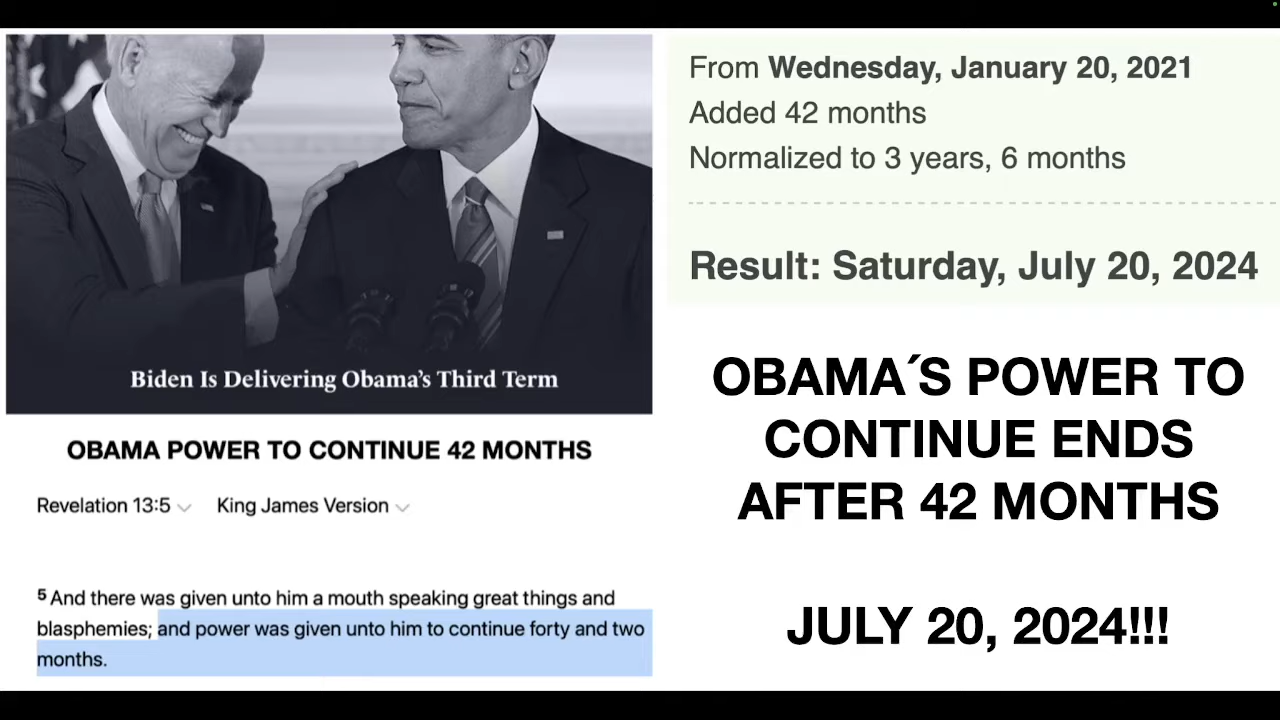 Biden Is Delivering Obama's Third Term
OBAMA POWER TO CONTINUE 42 MONTHS
Revelation 13:5 King James Version
5 And there was given unto him a mouth speaking great things and
blasphemies; and power was given unto him to continue forty and two
months.
From Wednesday, January 20, 2021
Added 42 months
Normalized to 3 years, 6 months
Result: Saturday, July 20, 2024
OBAMA´S POWER TO
CONTINUE ENDS
AFTER 42 MONTHS
JULY 20, 2024!!!